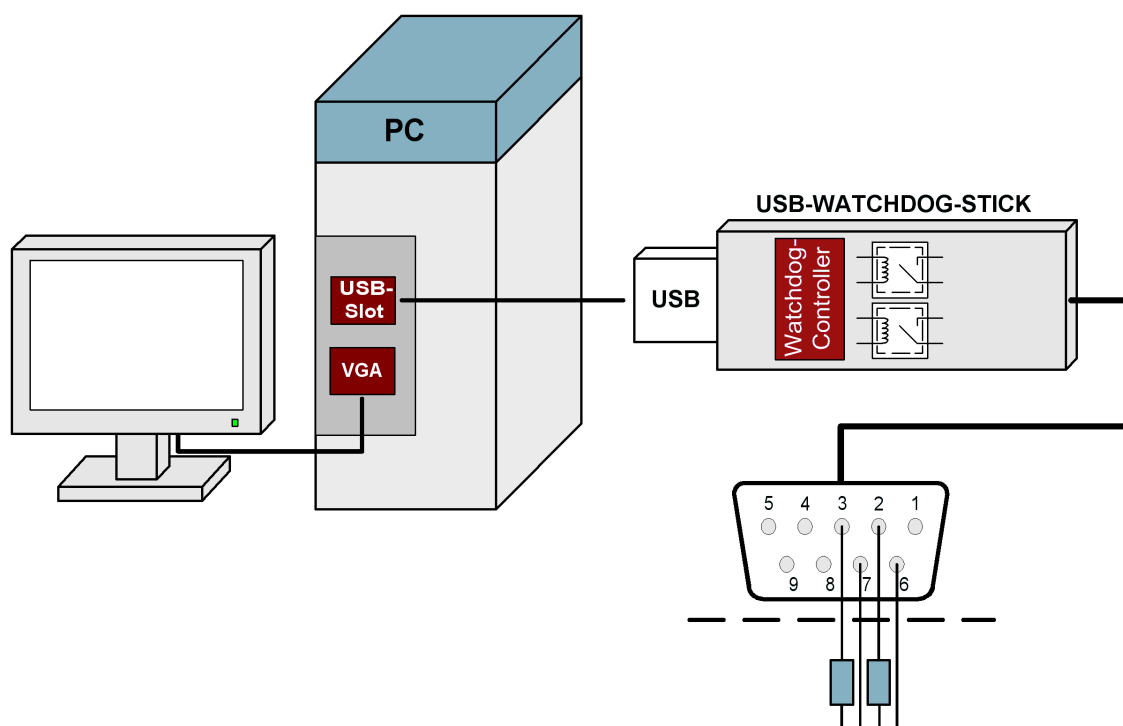 PC
USB-WATCHDOG-STICK
USB-
Slot
VGA
USB
Watchdog-
Controller
5 4 3 2 1
9 8 7 6